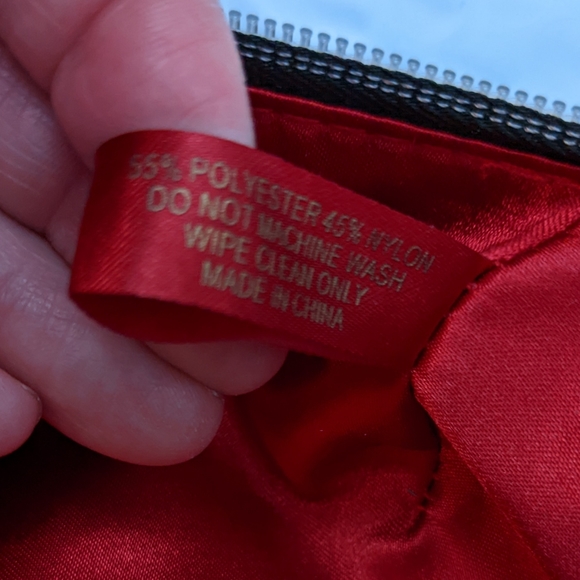 55% POLYESTER 45% NYLON
DO NOT MACHINE WASH
WIPE CLEAN ONLY
MADE IN CHINA